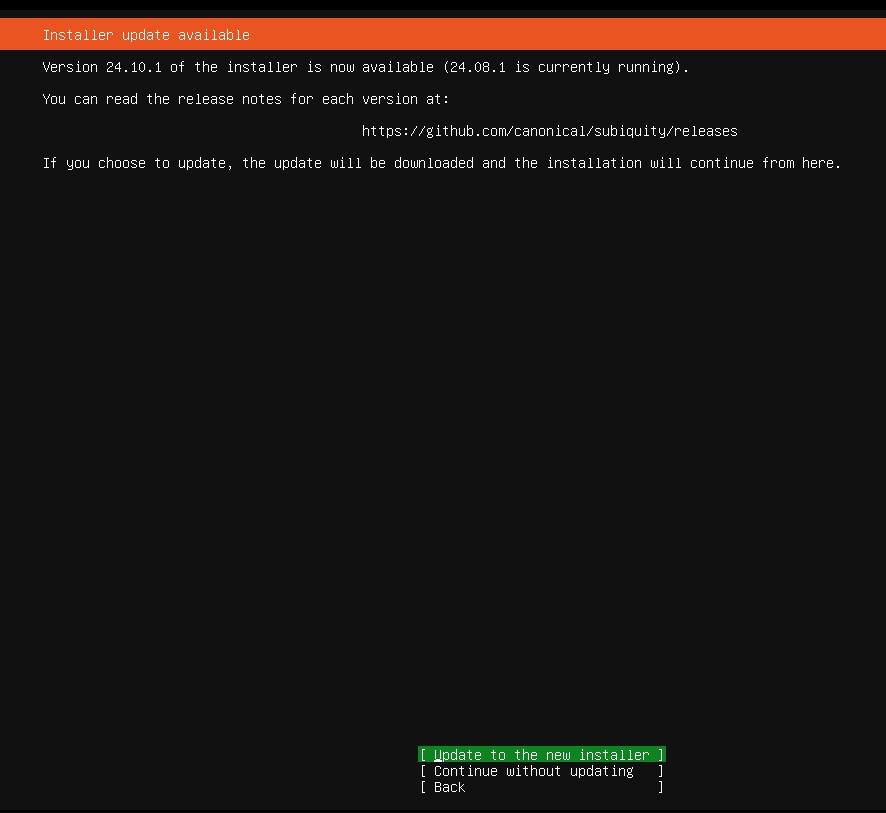 Installer update available
Version 24.10.1 of the installer is now available (24.08.1 is currently running).
You can read the release notes for each version at:
https://github.com/canonical/subiquity/releases
If you choose to update, the update will be downloaded and the installation will continue from here.
[ Update to the new installer ]
[ Continue without updating ]
[ Back ]